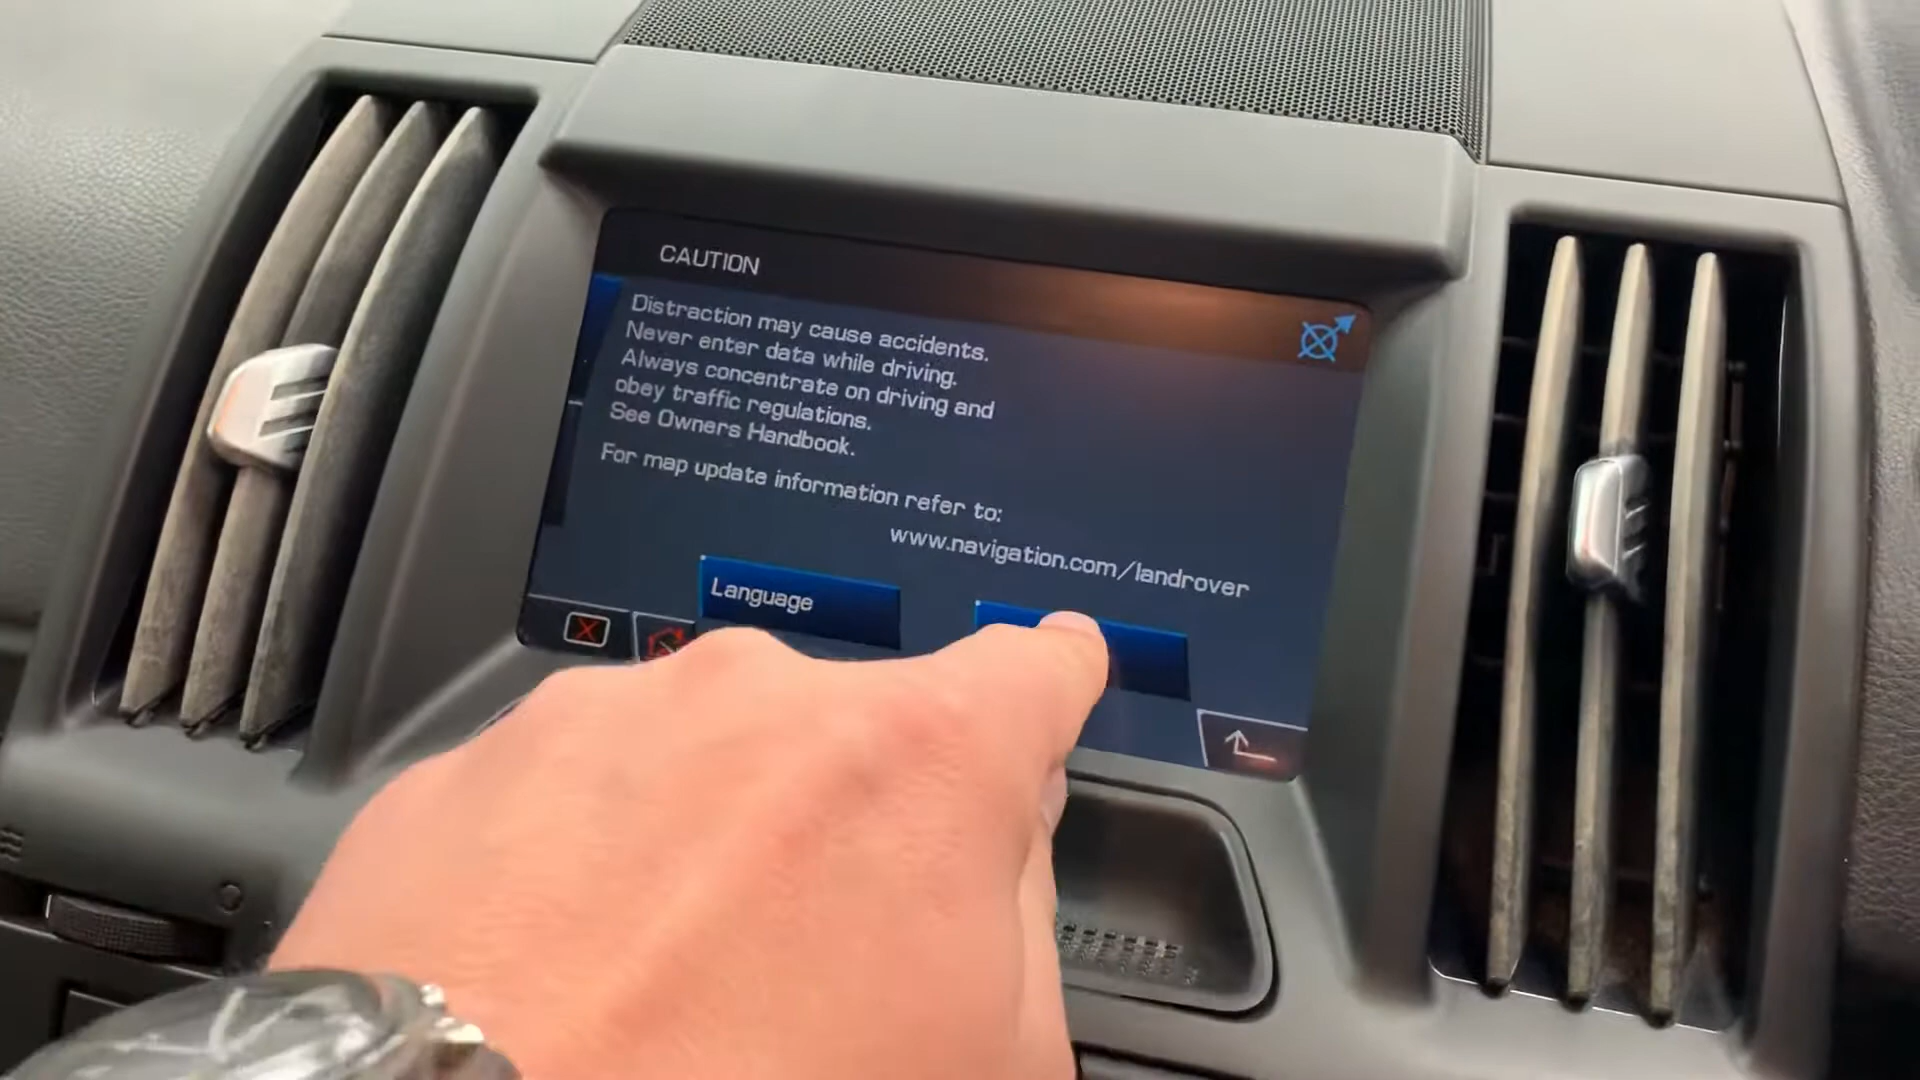 CAUTION
Distraction may cause accidents.
Never enter data while driving.
Always concentrate on driving and
obey traffic regulations.
See Owners Handbook.
For map update information refer to:
www.navigation.com/landrover
Language